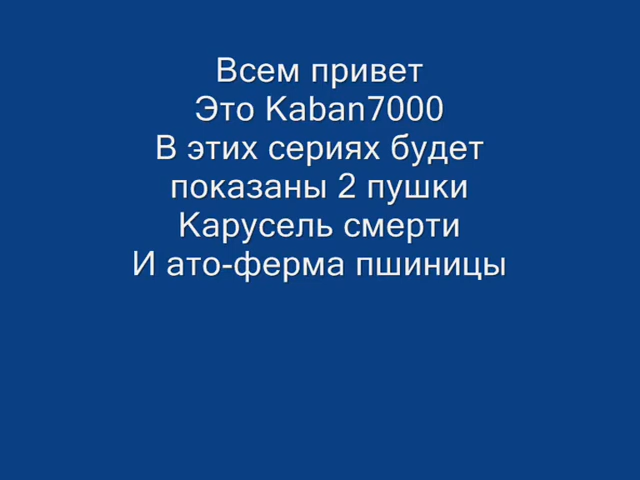 Всем привет
Это Kaban7000
В этих сериях будет
показаны 2 пушки
Карусель смерти
И ато-ферма пшиницы